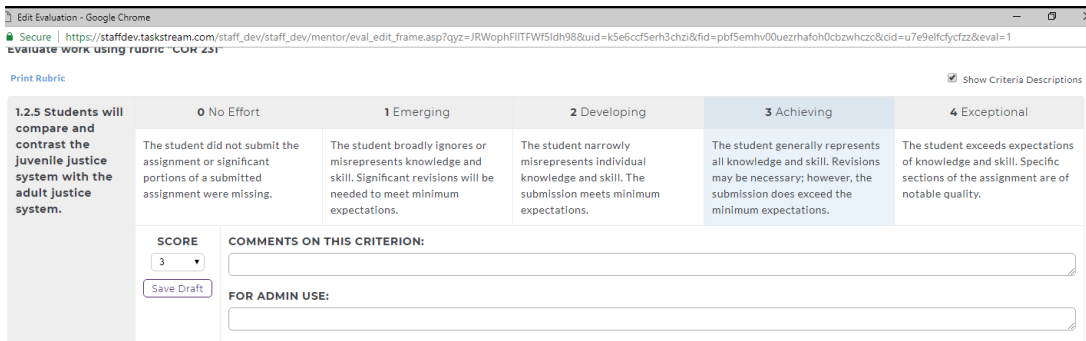 Edit Evaluation - Google Chrome
Secure | https://staffdev.taskstream.com/staff_dev/staff_dev/mentor/eval_edit_frame.asp?qyz=JRWophFIITFWf5Idh98&uid=k5e6ccf5erh3chzi&fid=pbf5emhv00uezrhafoh0cbzwhczc&cid=u7e9elfcfycfzz&eval=1
Evaluate work using rubric "COR 231"
Print Rubric
Show Criteria Descriptions
1.2.5 Students will
compare and
contrast the
juvenile justice
system with the
adult justice
system.
0 No Effort
The student did not submit the
assignment or significant
portions of a submitted
assignment were missing.
1 Emerging
The student broadly ignores or
misrepresents knowledge and
skill. Significant revisions will be
needed to meet minimum
expectations.
2 Developing
The student narrowly
misrepresents individual
knowledge and skill. The
submission meets minimum
expectations.
3 Achieving
The student generally represents
all knowledge and skill. Revisions
may be necessary; however, the
submission does exceed the
minimum expectations.
4 Exceptional
The student exceeds expectations
of knowledge and skill. Specific
sections of the assignment are of
notable quality.
SCORE
3
Save Draft
COMMENTS ON THIS CRITERION:
FOR ADMIN USE: